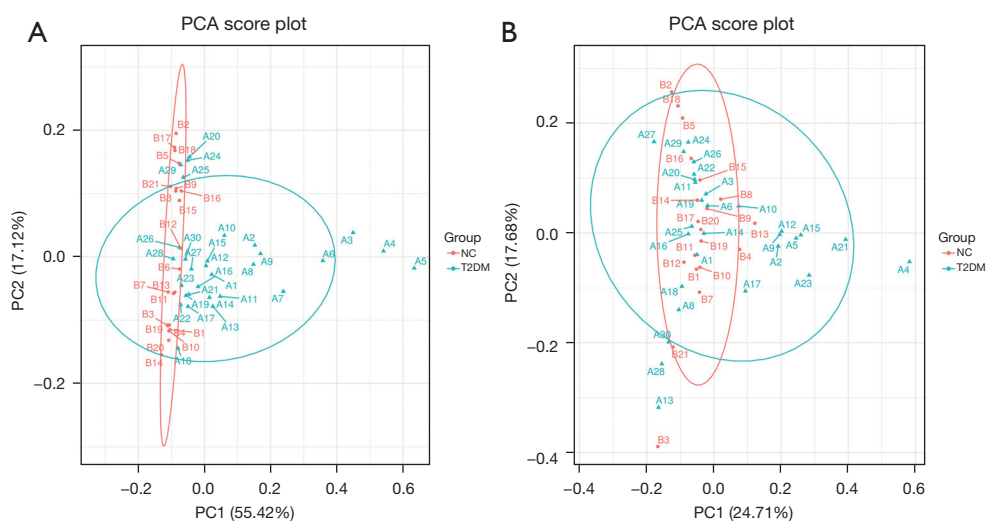 A
PCA score plot
PC2 (17.12%)
0.2
0.0
−0.2
−0.2
0.0
0.2
0.4
0.6
PC1 (55.42%)
B2
B17
B18
A20
A24
B5
A29
A25
B21
B9
B8
B16
B15
B12
A30
A10
A15
A2
A26
A12
A3
A4
A28
A27
A16
A8
A9
A6
A5
B6
A23
A1
B7
B13
A21
A11
A7
B11
A19
A14
B3
A22
A17
A13
B19
B4
B1
B20
B10
B14
A18
Group
NC
T2DM
B
PCA score plot
PC2 (17.68%)
0.2
0.0
−0.2
−0.4
−0.4
−0.2
0.0
0.2
0.4
0.6
PC1 (24.71%)
B2
B18
B5
A27
A29
A24
A26
B16
A22
B15
A20
A11
A3
B8
B14
A19
A6
A10
B17
B20
B9
B13
A12
A15
A25
A14
A16
A9
A5
A21
B11
B19
B4
A2
A4
B12
A1
B1
B10
A23
A18
A17
B7
A8
A30
B21
A28
A13
B3
Group
NC
T2DM